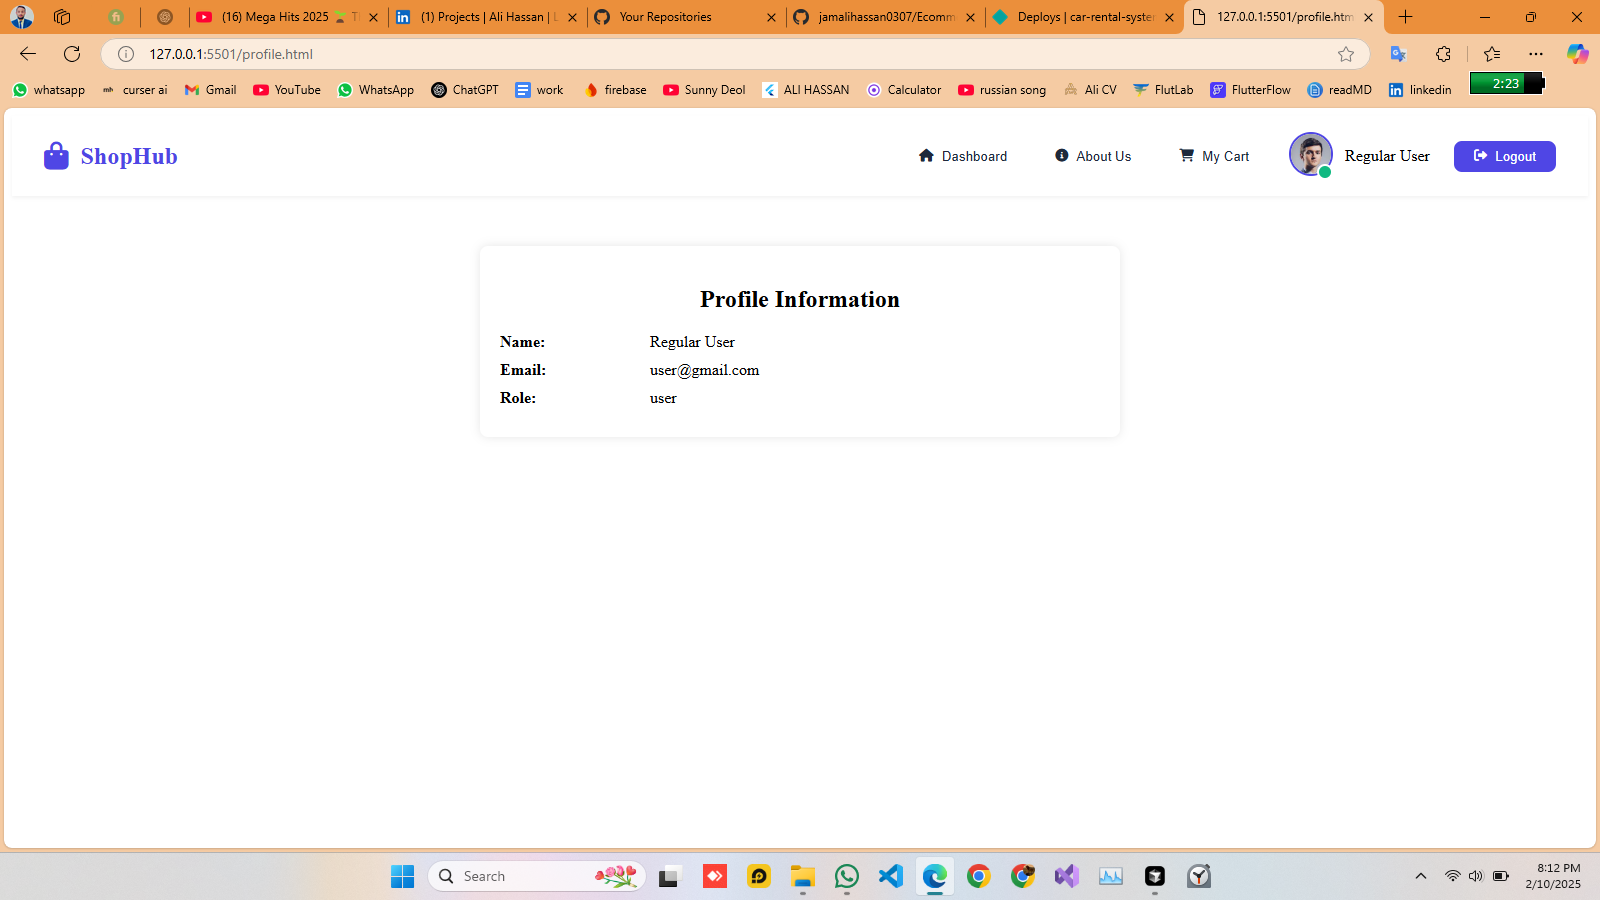 (16) Mega Hits 2025
(1) Projects | Ali Hassan | L
Your Repositories
jamalihassan0307/Ecomm
Deploys | car-rental-syste
127.0.0.1:5501/profile.htm
127.0.0.1:5501/profile.html
whatsapp
mh curser ai
Gmail
YouTube
WhatsApp
ChatGPT
work
firebase
Sunny Deol
ALI HASSAN
Calculator
russian song
Ali CV
FlutLab
FlutterFlow
readMD
linkedin
2:23
ShopHub
Dashboard
About Us
My Cart
Regular User
Logout
Profile Information
Name: Regular User
Email: user@gmail.com
Role: user
Search
8:12 PM
2/10/2025